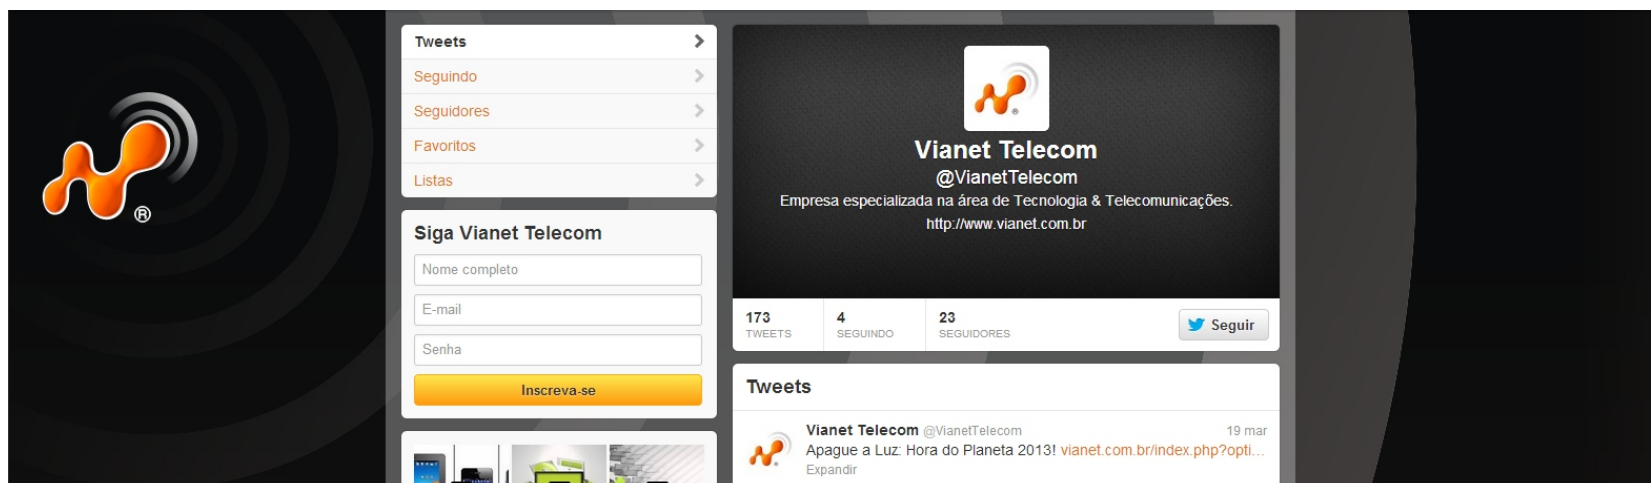 Tweets
Seguindo
Seguidores
Favoritos
Listas
Siga Vianet Telecom
Nome completo
E-mail
Senha
Inscreva-se
®
Vianet Telecom
@VianetTelecom
Empresa especializada na área de Tecnologia & Telecomunicações.
http://www.vianet.com.br
173 4 23
TWEETS SEGUINDO SEGUIDORES
Seguir
Tweets
Vianet Telecom @VianetTelecom 19 mar
Apague a Luz: Hora do Planeta 2013! vianet.com.br/index.php?opti...
Expandir